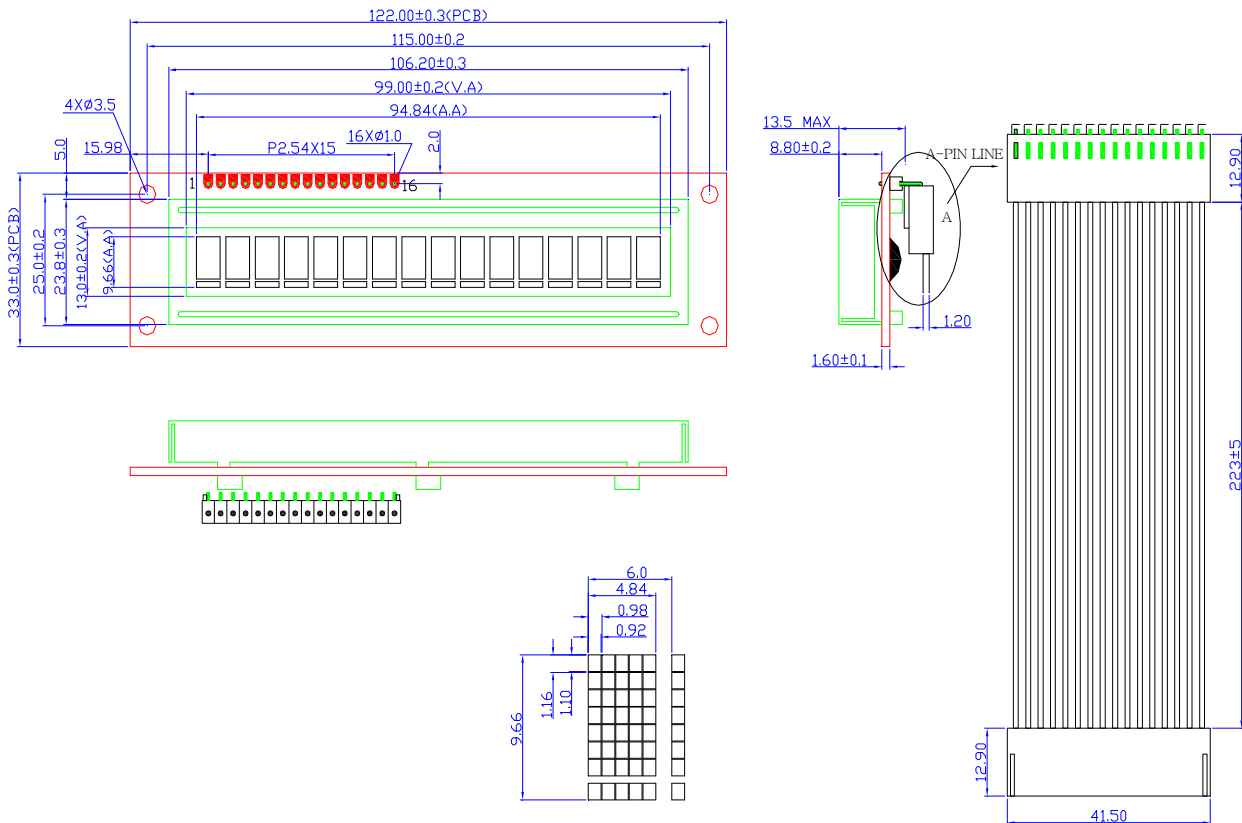 122.00±0.3(PCB)
115.00±0.2
106.20±0.3
99.00±0.2(V,A)
94.84(A,A)
4XØ3.5
16XØ1.0
P2.54X15
15.98
5.0
2.0
1
16
33.0±0.3(PCB)
25.0±0.2
23.8±0.3
13.0±0.2(V,A)
9.66(A,A)
13.5 MAX
8.80±0.2
A-PIN LINE
A
1.20
1.60±0.1
12.90
223±5
12.90
41.50
6.0
4.84
0.98
0.92
1.16
1.10
9.66